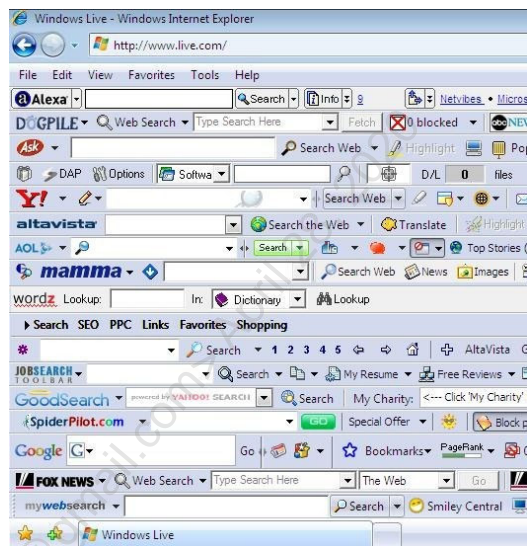 Windows Live - Windows Internet Explorer
http://www.live.com/
File Edit View Favorites Tools Help
Alexa Search Info 9 Netvibes • Micros
DOGPILE Web Search Type Search Here Fetch 0 blocked abc NEW
Ask Search Web Highlight Pop
DAP Options Softwa D/L 0 files
Y! Search Web
altavista Search the Web Translate Highlight
AOL Search Top Stories (
mamma Search Web News Images
wordz Lookup: In: Dictionary Lookup
Search SEO PPC Links Favorites Shopping
Search 1 2 3 4 5 AltaVista G
JOBSEARCH Search My Resume Free Reviews
TOOLBAR
GoodSearch powered by YAHOO! SEARCH Search My Charity: <--- Click 'My Charity'
SpiderPilot.com GO Special Offer Block p
Google G Go Bookmarks PageRank
FOX NEWS Web Search Type Search Here The Web Go
mywebsearch Search Smiley Central
Windows Live